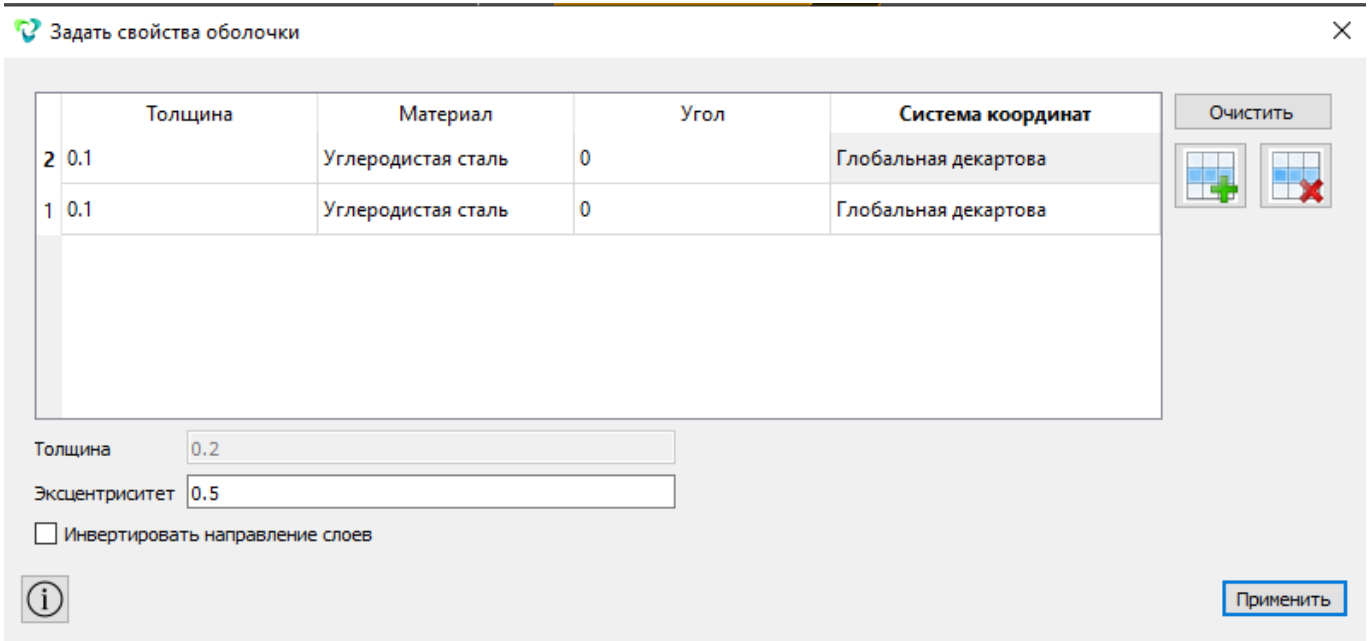 Задать свойства оболочки
Толщина Материал Угол Система координат Очистить
2 0.1 Углеродистая сталь 0 Глобальная декартова
1 0.1 Углеродистая сталь 0 Глобальная декартова
Толщина 0.2
Эксцентриситет 0.5
Инвертировать направление слоев
i Применить